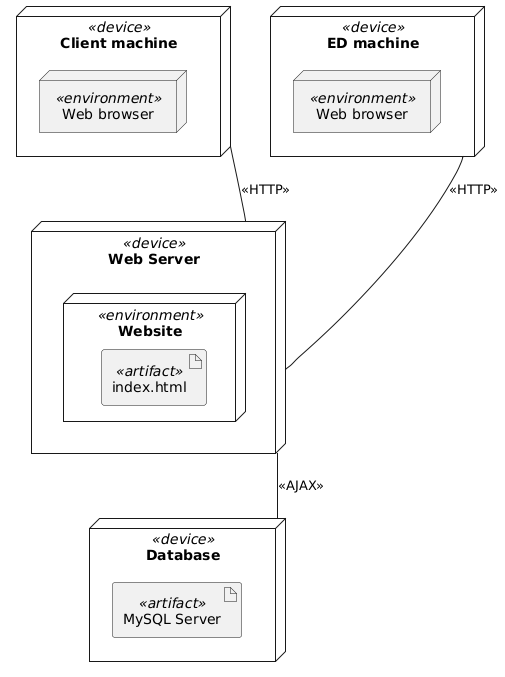 «device»
Client machine
«environment»
Web browser
«device»
ED machine
«environment»
Web browser
«HTTP»
«HTTP»
«device»
Web Server
«environment»
Website
«artifact»
index.html
«AJAX»
«device»
Database
«artifact»
MySQL Server